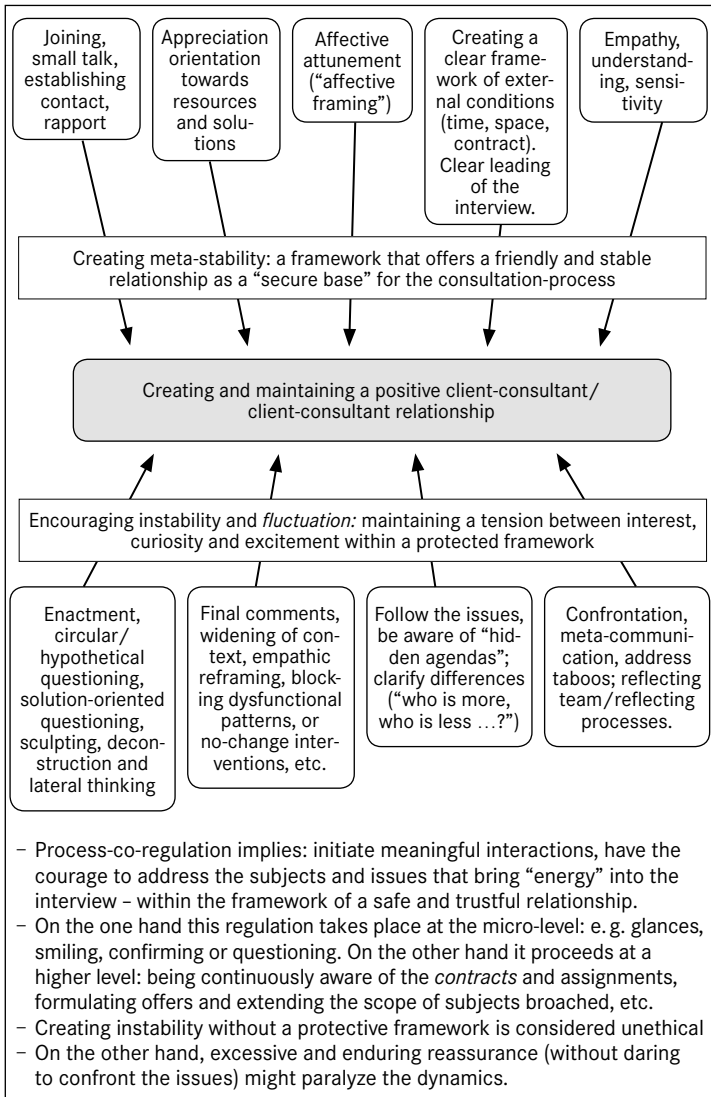 Joining,
small talk,
establishing
contact,
rapport
Appreciation
orientation
towards
resources
and solu-
tions
Affective
attunement
(“affective
framing”)
Creating a
clear frame-
work of exter-
nal conditions
(time, space,
contract).
Clear leading
of the
interview.
Empathy,
understand-
ing, sensi-
tivity
Creating meta-stability: a framework that offers a friendly and stable
relationship as a “secure base” for the consultation-process
Creating and maintaining a positive client-consultant/
client-consultant relationship
Encouraging instability and fluctuation: maintaining a tension between interest,
curiosity and excitement within a protected framework
Enactment,
circular/
hypothetical
questioning,
solution-oriented
questioning,
sculpting, decon-
struction and
lateral thinking
Final comments,
widening of con-
text, empathic
reframing, block-
ing dysfunctional
patterns, or
no-change inter-
ventions, etc.
Follow the issues,
be aware of “hid-
den agendas”;
clarify differences
(“who is more,
who is less …?”)
Confrontation,
meta-communi-
cation, address
taboos; reflecting
team/reflecting
processes.
– Process-co-regulation implies: initiate meaningful interactions, have the
courage to address the subjects and issues that bring “energy” into the
interview – within the framework of a safe and trustful relationship.
– On the one hand this regulation takes place at the micro-level: e. g. glances,
smiling, confirming or questioning. On the other hand it proceeds at a
higher level: being continuously aware of the contracts and assignments,
formulating offers and extending the scope of subjects broached, etc.
– Creating instability without a protective framework is considered unethical
– On the other hand, excessive and enduring reassurance (without daring
to confront the issues) might paralyze the dynamics.